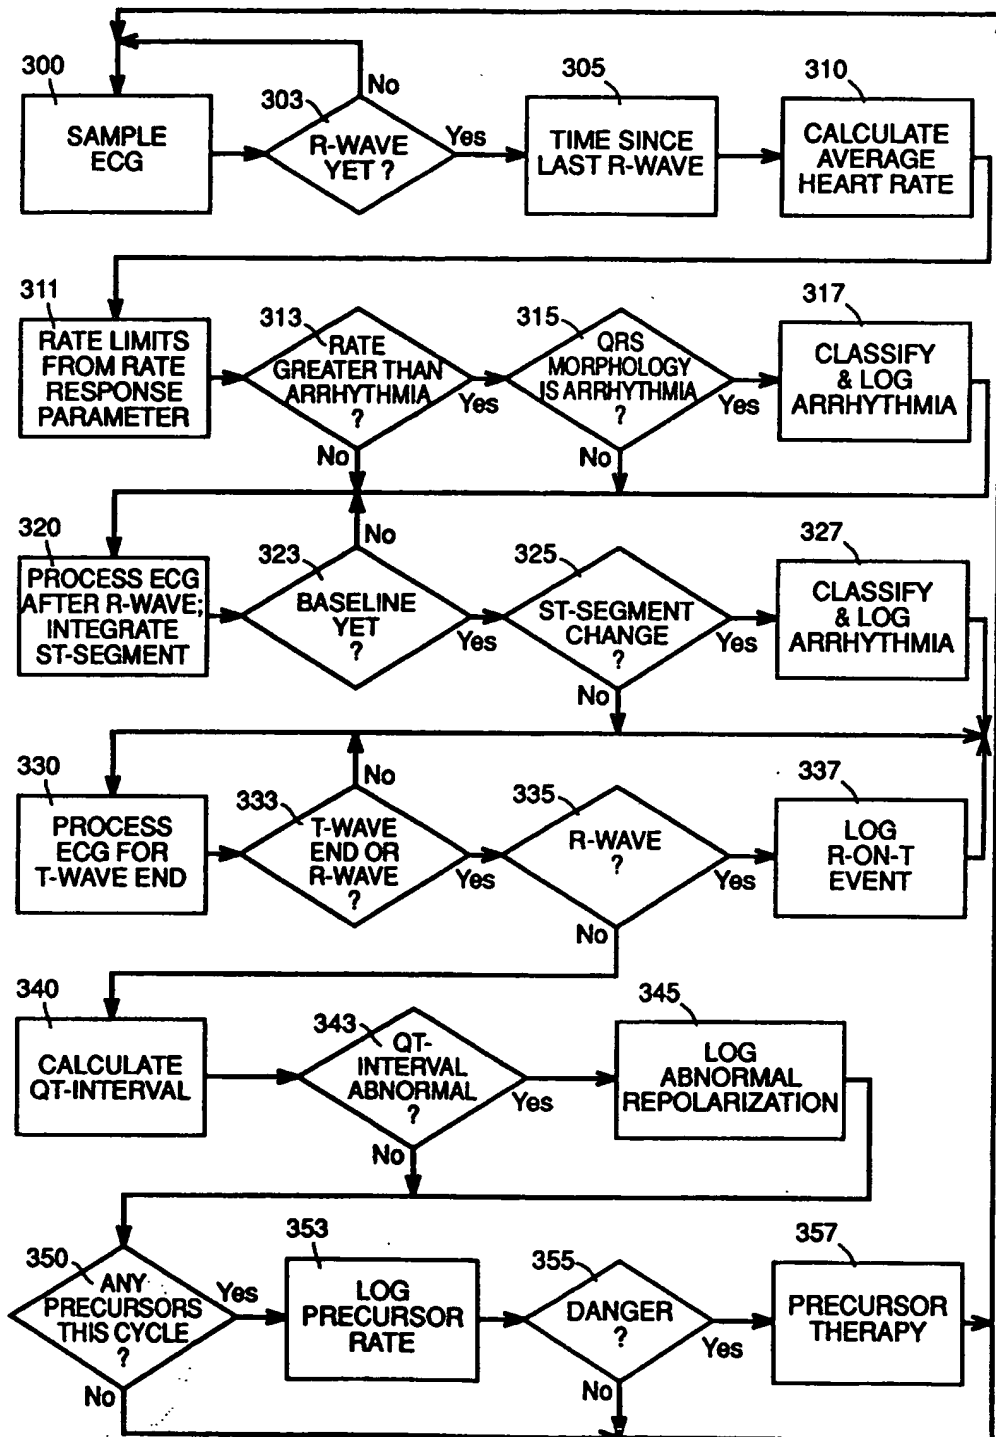 300
SAMPLE
ECG
303
R-WAVE
YET ?
No
Yes
305
TIME SINCE
LAST R-WAVE
310
CALCULATE
AVERAGE
HEART RATE
311
RATE LIMITS
FROM RATE
RESPONSE
PARAMETER
313
RATE
GREATER THAN
ARRHYTHMIA
?
Yes
No
315
QRS
MORPHOLOGY
IS ARRHYTHMIA
?
Yes
No
317
CLASSIFY
& LOG
ARRHYTHMIA
320
PROCESS ECG
AFTER R-WAVE;
INTEGRATE
ST-SEGMENT
323
BASELINE
YET
?
No
Yes
325
ST-SEGMENT
CHANGE
?
Yes
No
327
CLASSIFY
& LOG
ARRHYTHMIA
330
PROCESS
ECG FOR
T-WAVE END
333
T-WAVE
END OR
R-WAVE
?
No
Yes
335
R-WAVE
?
Yes
No
337
LOG
R-ON-T
EVENT
340
CALCULATE
QT-INTERVAL
343
QT-
INTERVAL
ABNORMAL
?
Yes
No
345
LOG
ABNORMAL
REPOLARIZATION
350
ANY
PRECURSORS
THIS CYCLE
?
Yes
No
353
LOG
PRECURSOR
RATE
355
DANGER
?
Yes
No
357
PRECURSOR
THERAPY